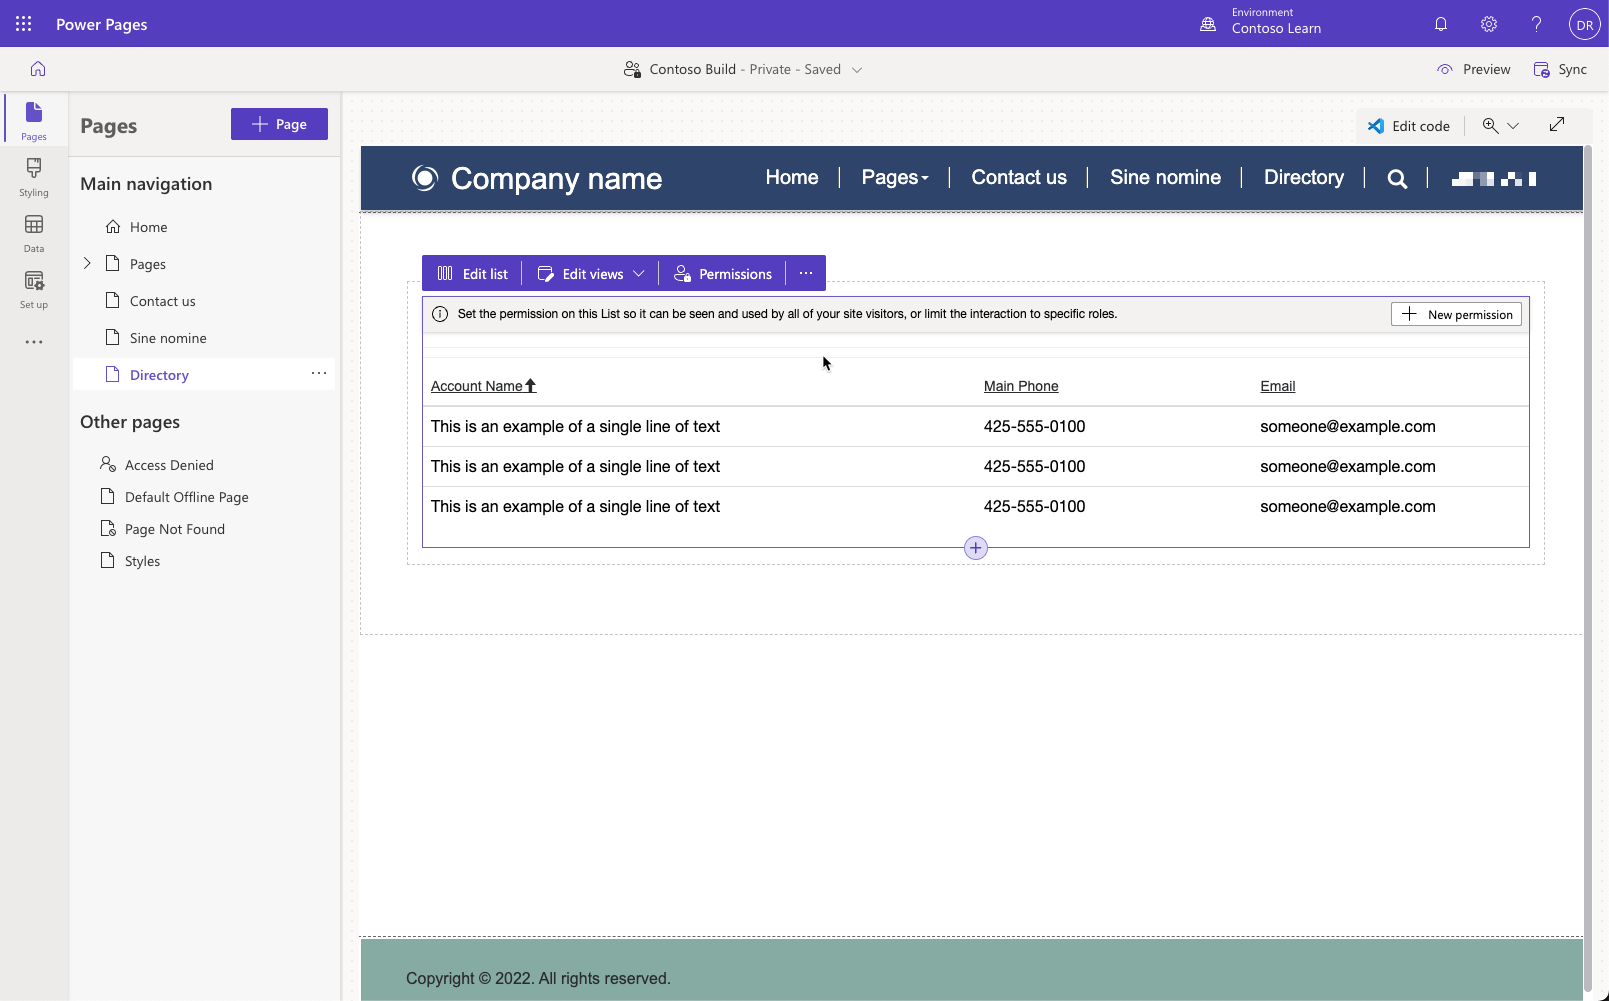 Power Pages
Environment
Contoso Learn
DR
Contoso Build - Private - Saved
Preview
Sync
Pages
Styling
Data
Set up
Pages
Page
Main navigation
Home
Pages
Contact us
Sine nomine
Directory
Other pages
Access Denied
Default Offline Page
Page Not Found
Styles
Edit code
Company name
Home
Pages
Contact us
Sine nomine
Directory
Edit list
Edit views
Permissions
Set the permission on this List so it can be seen and used by all of your site visitors, or limit the interaction to specific roles.
New permission
Account Name Main Phone Email
This is an example of a single line of text 425-555-0100 someone@example.com
This is an example of a single line of text 425-555-0100 someone@example.com
This is an example of a single line of text 425-555-0100 someone@example.com
Copyright © 2022. All rights reserved.